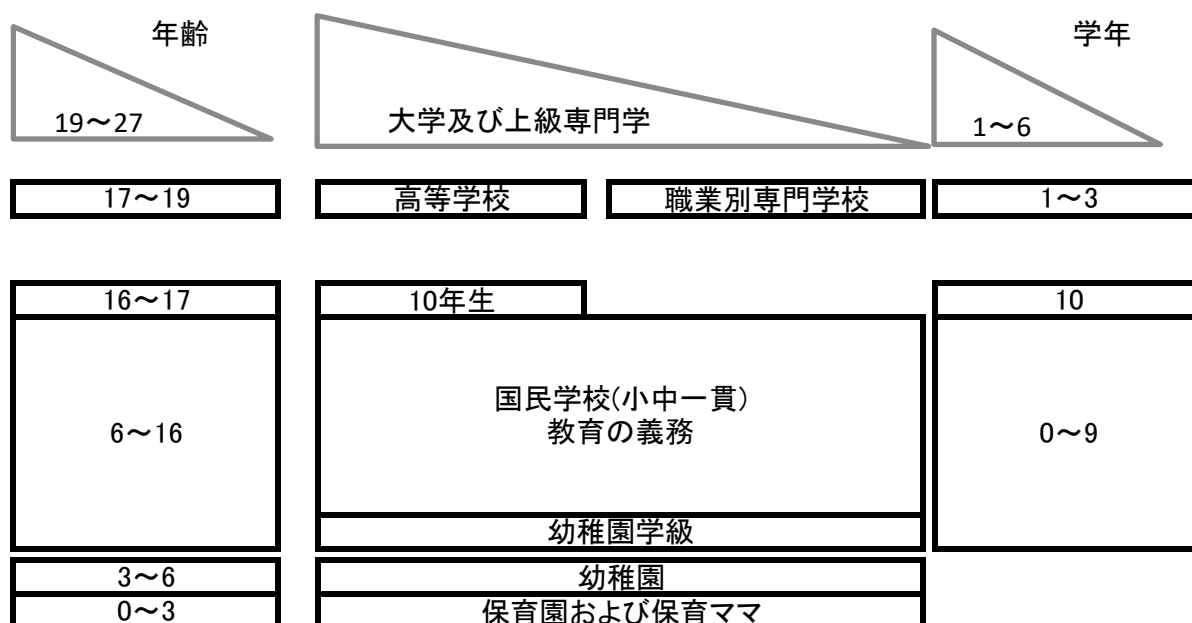 年齢
学年
19～27
大学及び上級専門学
1～6
17～19
高等学校
職業別専門学校
1～3
16～17
10年生
10
国民学校(小中一貫)
6～16
教育の義務
0～9
幼稚園学級
3～6
幼稚園
0～3
保育園および保育ママ